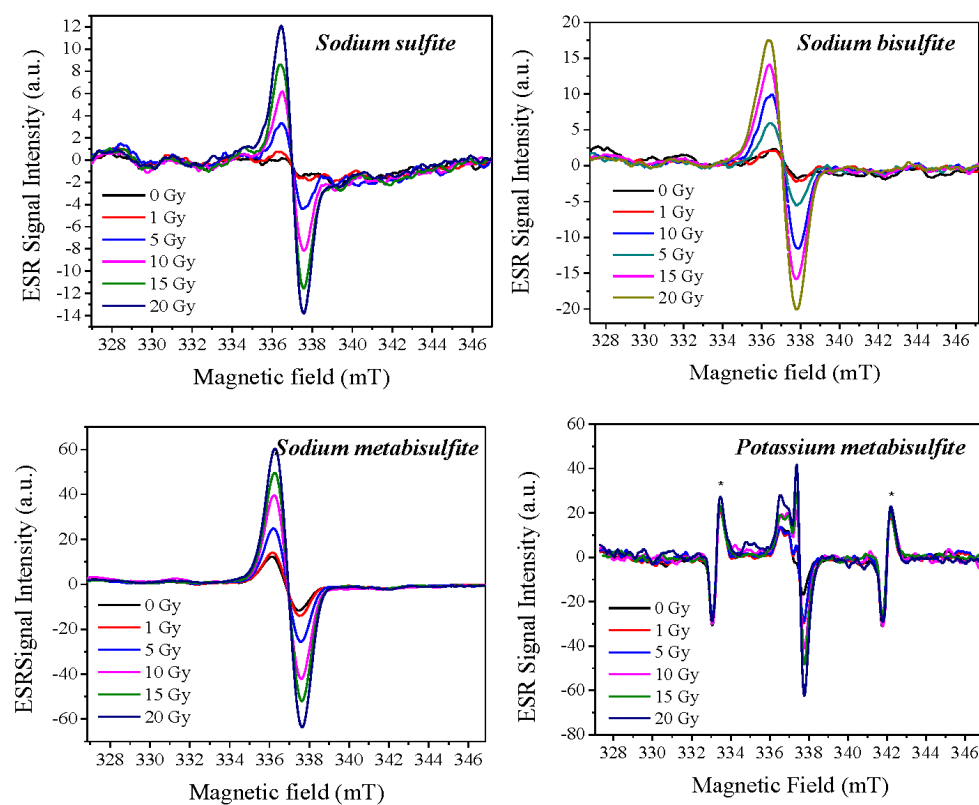 Sodium sulfite
ESR Signal Intensity (a.u.)
12
10
8
6
4
2
0
-2
-4
-6
-8
-10
-12
-14
0 Gy
1 Gy
5 Gy
10 Gy
15 Gy
20 Gy
328 330 332 334 336 338 340 342 344 346
Magnetic field (mT)
Sodium bisulfite
ESR Signal Intensity (a.u.)
20
15
10
5
0
-5
-10
-15
-20
0 Gy
1 Gy
10 Gy
5 Gy
15 Gy
20 Gy
328 330 332 334 336 338 340 342 344 346
Magnetic field (mT)
Sodium metabisulfite
ESRSignal Intensity (a.u.)
60
40
20
0
-20
-40
-60
0 Gy
1 Gy
5 Gy
10 Gy
15 Gy
20 Gy
328 330 332 334 336 338 340 342 344 346
Magnetic field (mT)
Potassium metabisulfite
ESR Signal Intensity (a.u.)
60
40
20
0
-20
-40
-60
-80
* *
0 Gy
1 Gy
5 Gy
10 Gy
15 Gy
20 Gy
328 330 332 334 336 338 340 342 344 346
Magnetic Field (mT)